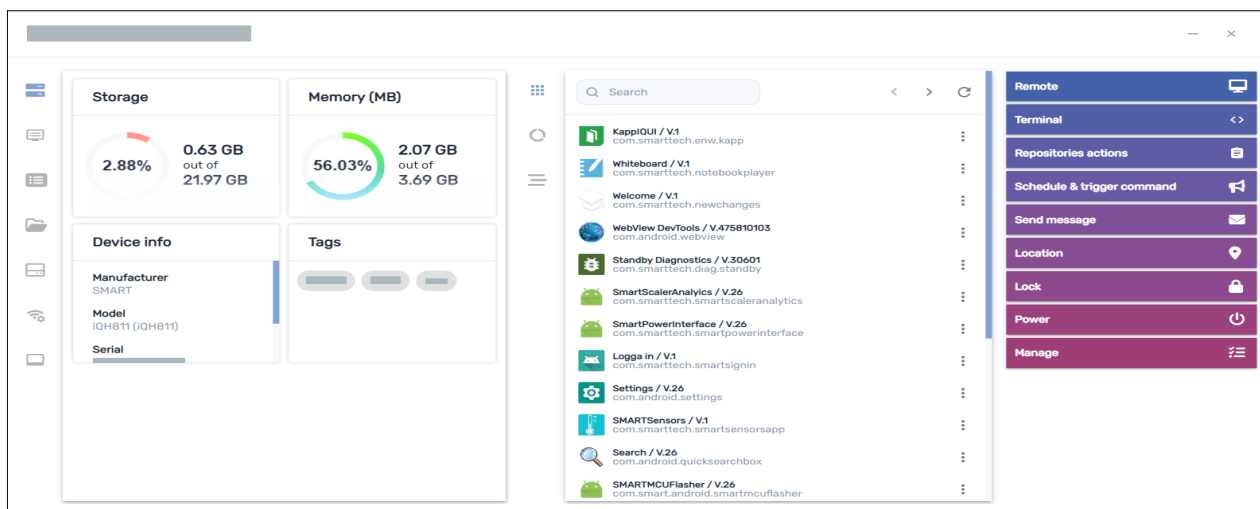 Storage
2.88%
0.63 GB
out of
21.97 GB
Memory (MB)
56.03%
2.07 GB
out of
3.69 GB
Device info
Manufacturer
SMART
Model
iQH811 (iQH811)
Serial
Tags
Search
KappIQUI / V.1
com.smarttech.enw.kapp
Whiteboard / V.1
com.smarttech.notebookplayer
Welcome / V.1
com.smarttech.newchanges
WebView DevTools / V.475810103
com.android.webview
Standby Diagnostics / V.30601
com.smarttech.diag.standby
SmartScalerAnalyics / V.26
com.smarttech.smartscaleranalytics
SmartPowerInterface / V.26
com.smarttech.smartpowerinterface
Logga in / V.1
com.smarttech.smartsignin
Settings / V.26
com.android.settings
SMARTSensors / V.1
com.smarttech.smartsensorsapp
Search / V.26
com.android.quicksearchbox
SMARTMCUFlasher / V.26
com.smart.android.smartmcuflasher
Remote
Terminal
Repositories actions
Schedule & trigger command
Send message
Location
Lock
Power
Manage